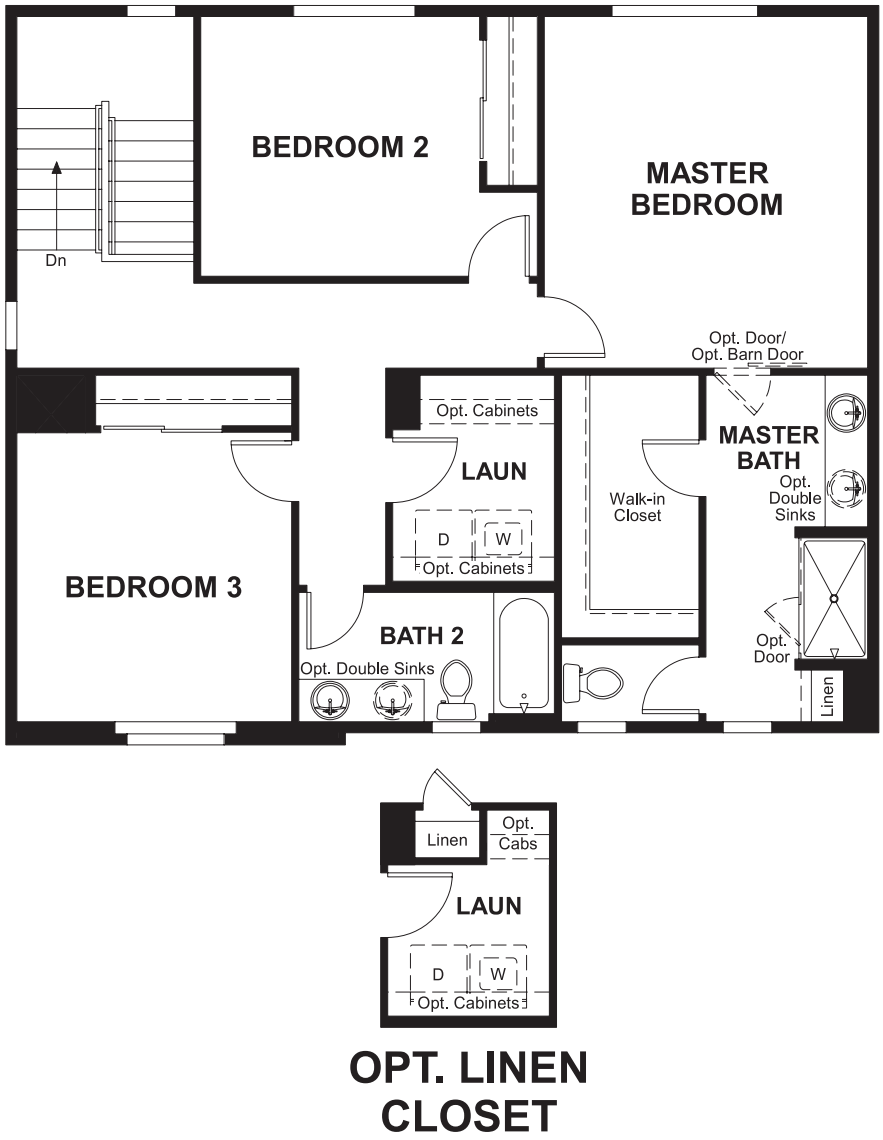 BEDROOM 2
MASTER
BEDROOM
Dn
Opt. Door/
Opt. Barn Door
Opt. Cabinets
MASTER
BATH
LAUN
Opt.
Double
Sinks
Walk-in
Closet
D
W
Opt. Cabinets
BEDROOM 3
BATH 2
Opt.
Door
Opt. Double Sinks
Linen
Opt.
Cabs
Linen
LAUN
D
W
Opt. Cabinets
OPT. LINEN
CLOSET